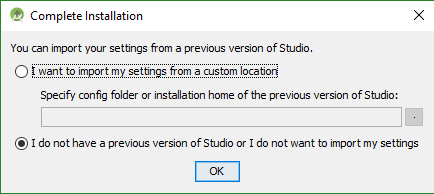 Complete Installation
You can import your settings from a previous version of Studio.
I want to import my settings from a custom location
Specify config folder or installation home of the previous version of Studio:
.
I do not have a previous version of Studio or I do not want to import my settings
OK